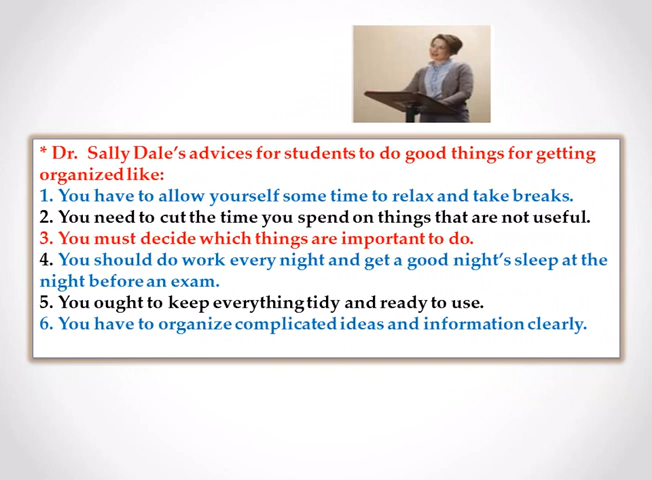 * Dr. Sally Dale's advices for students to do good things for getting
organized like:
1. You have to allow yourself some time to relax and take breaks.
2. You need to cut the time you spend on things that are not useful.
3. You must decide which things are important to do.
4. You should do work every night and get a good night's sleep at the
night before an exam.
5. You ought to keep everything tidy and ready to use.
6. You have to organize complicated ideas and information clearly.